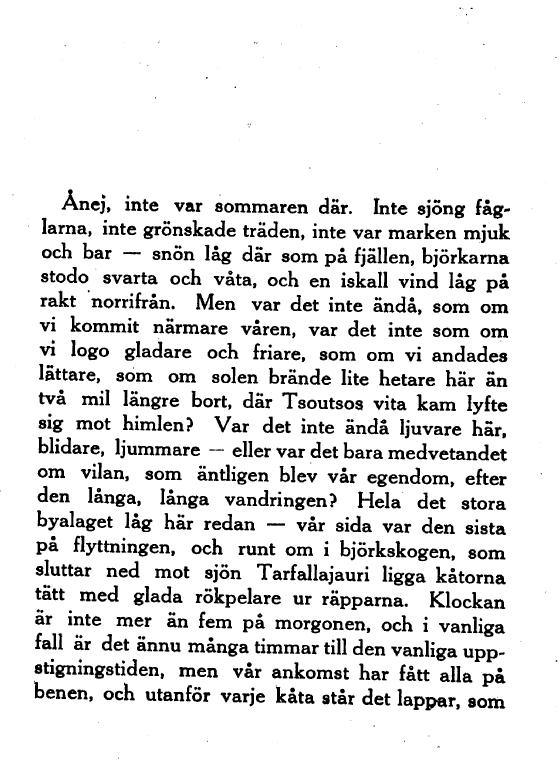 Ånej, inte var sommaren där. Inte sjöng fåg-
larna, inte grönskade träden, inte var marken mjuk
och bar — snön låg där som på fjällen, björkarna
stodo svarta och våta, och en iskall vind låg på
rakt norrifrån. Men var det inte ändå, som om
vi kommit närmare våren, var det inte som om
vi logo gladare och friare, som om vi andades
lättare, som om solen brände lite hetare här än
två mil längre bort, där Tsoutsos vita kam lyfte
sig mot himlen? Var det inte ändå ljuvare här,
blidare, ljummare — eller var det bara medvetandet
om vilan, som äntligen blev vår egendom, efter
den långa, långa vandringen? Hela det stora
byalaget låg här redan — vår sida var den sista
på flyttningen, och runt om i björkskogen, som
sluttar ned mot sjön Tarfallajauri ligga kåtorna
tätt med glada rökpelare ur räpparna. Klockan
är inte mer än fem på morgonen, och i vanliga
fall är det ännu många timmar till den vanliga upp-
stigningstiden, men vår ankomst har fått alla på
benen, och utanför varje kåta står det lappar, som